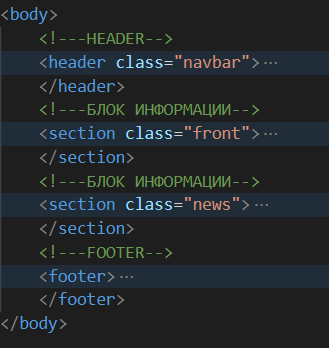 <body>
<!---HEADER-->
<header class="navbar">⋯
</header>
<!---БЛОК ИНФОРМАЦИИ-->
<section class="front">⋯
</section>
<!---БЛОК ИНФОРМАЦИИ-->
<section class="news">⋯
</section>
<!---FOOTER-->
<footer>⋯
</footer>
</body>